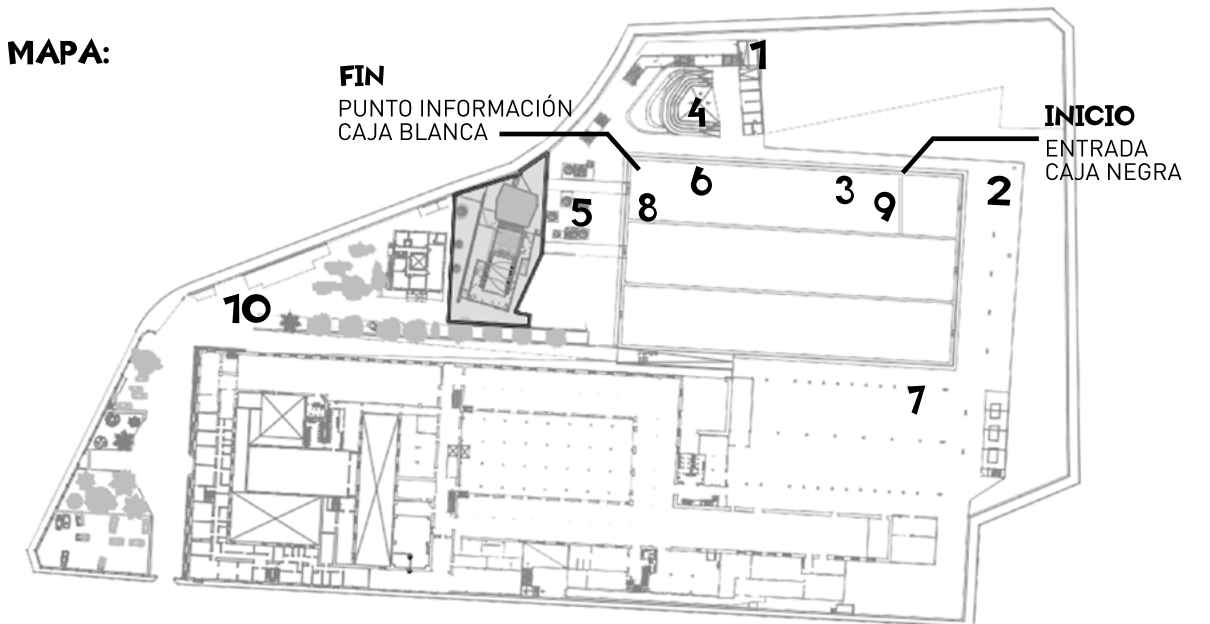 MAPA:
FIN
PUNTO INFORMACIÓN
CAJA BLANCA
INICIO
ENTRADA
CAJA NEGRA
1
4
6
3
9
2
8
5
10
7